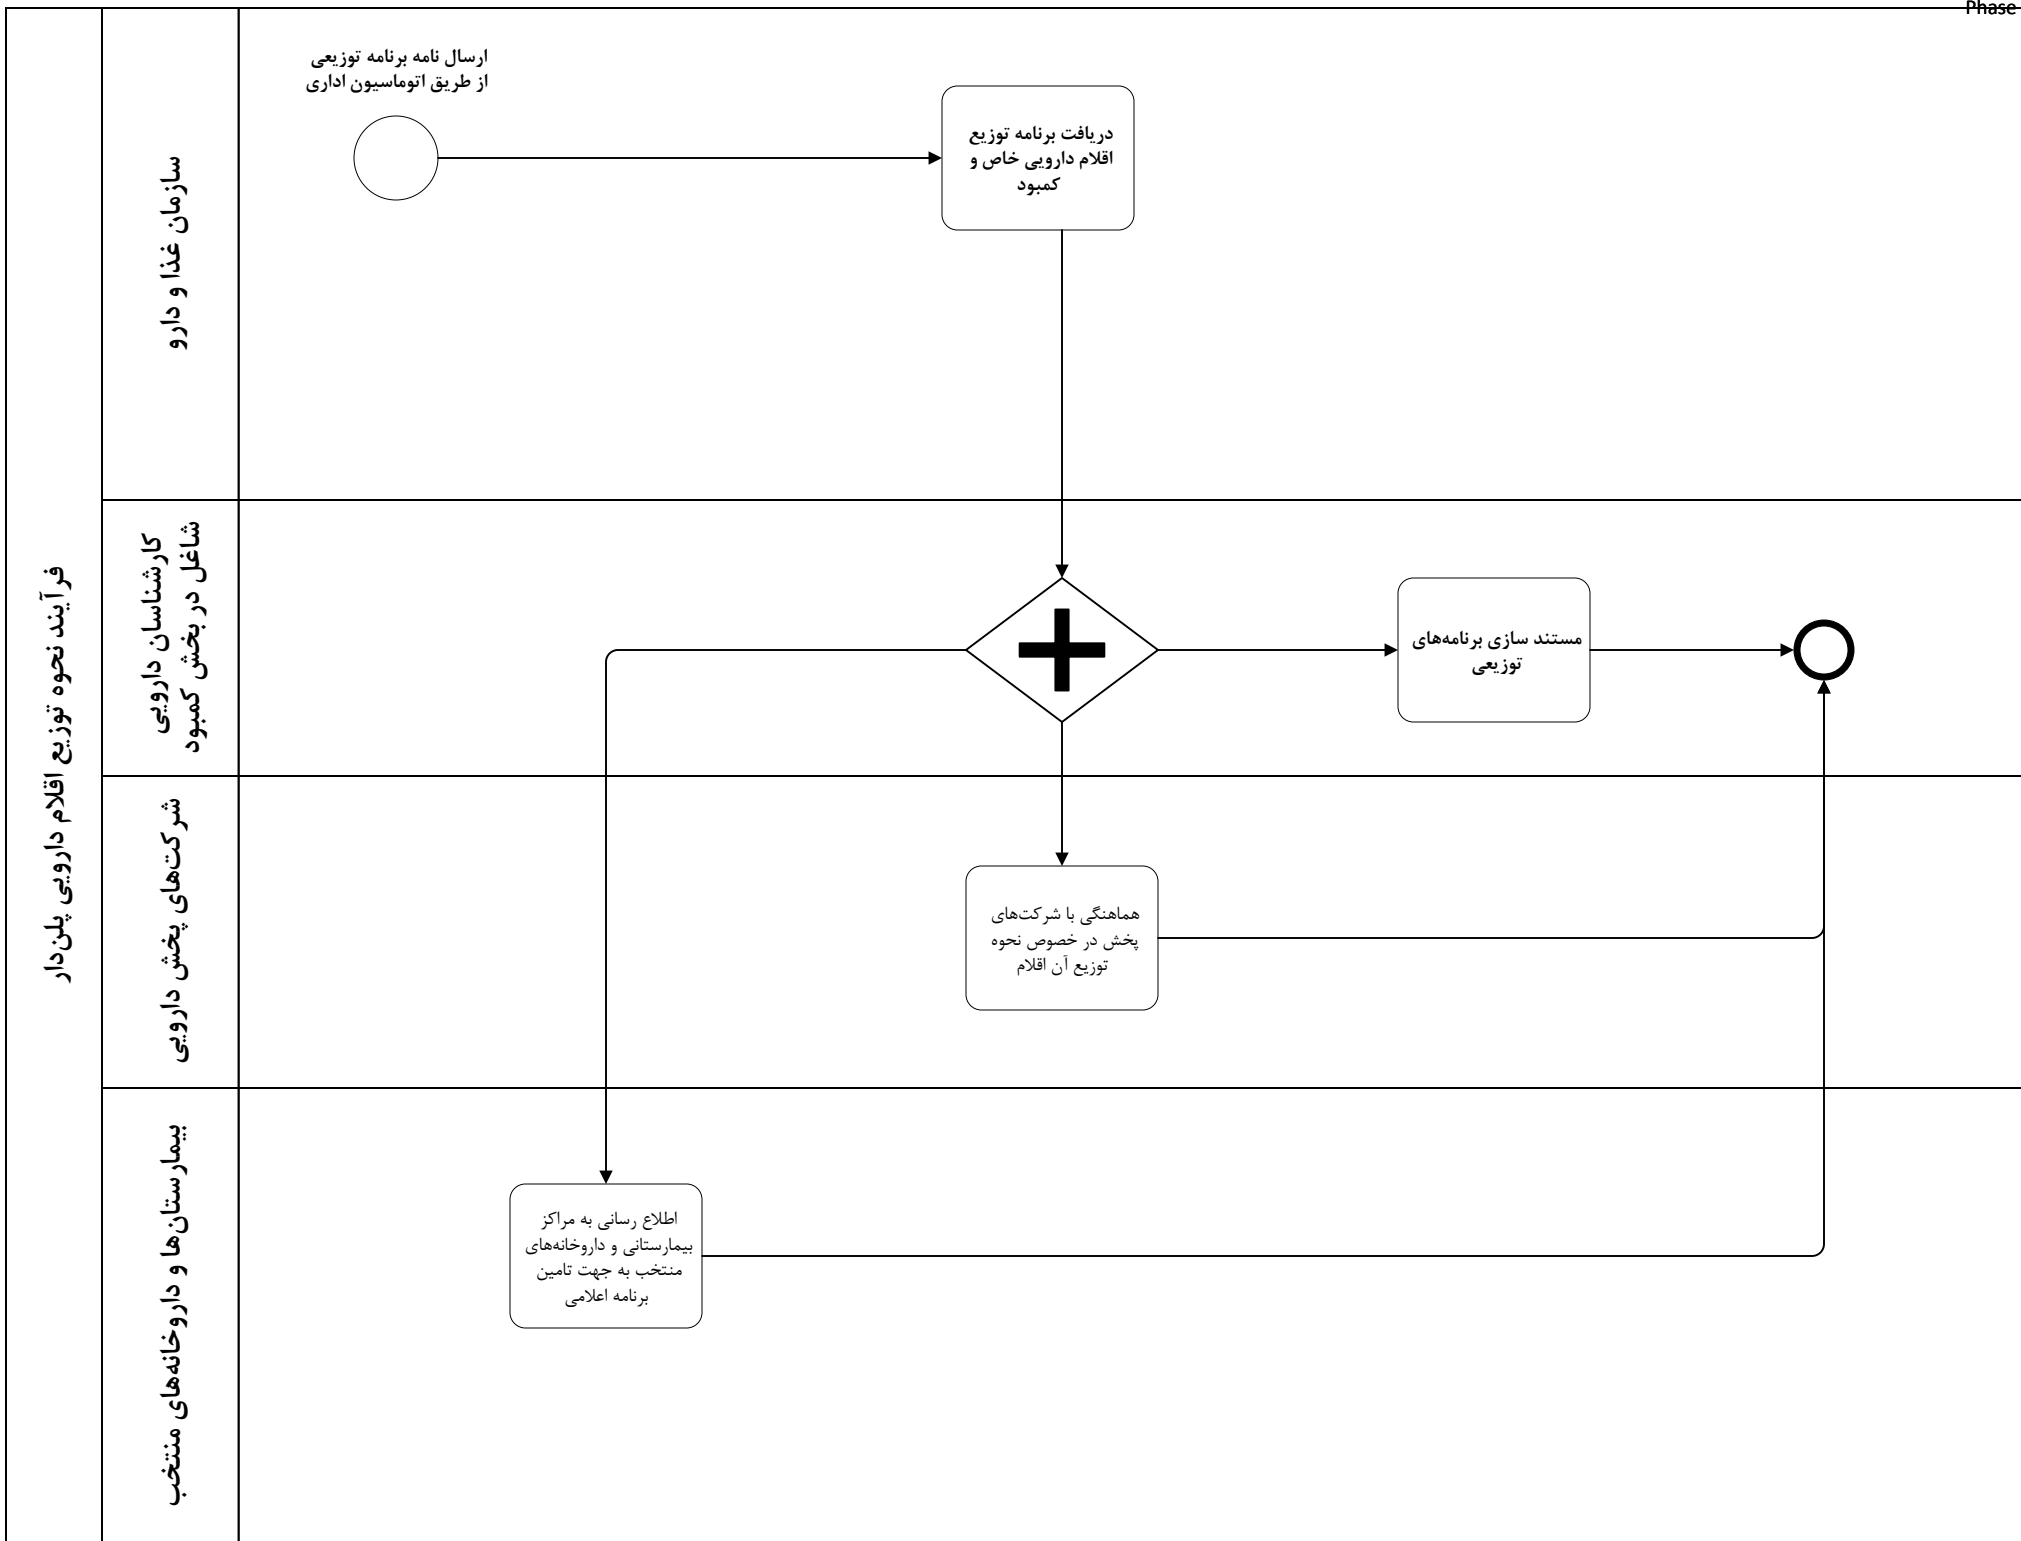 Phase
فرآیند نحوه توزیع اقلام دارویی پلن‌دار
سازمان غذا و دارو
ارسال نامه برنامه توزیعی
از طریق اتوماسیون اداری
دریافت برنامه توزیع
اقلام دارویی خاص و
کمبود
کارشناسان دارویی
شاغل در بخش کمبود
مستند سازی برنامه‌های
توزیعی
شرکت‌های پخش دارویی
هماهنگی با شرکت‌های
پخش در خصوص نحوه
توزیع آن اقلام
بیمارستان‌ها و داروخانه‌های منتخب
اطلاع رسانی به مراکز
بیمارستانی و داروخانه‌های
منتخب به جهت تامین
برنامه اعلامی